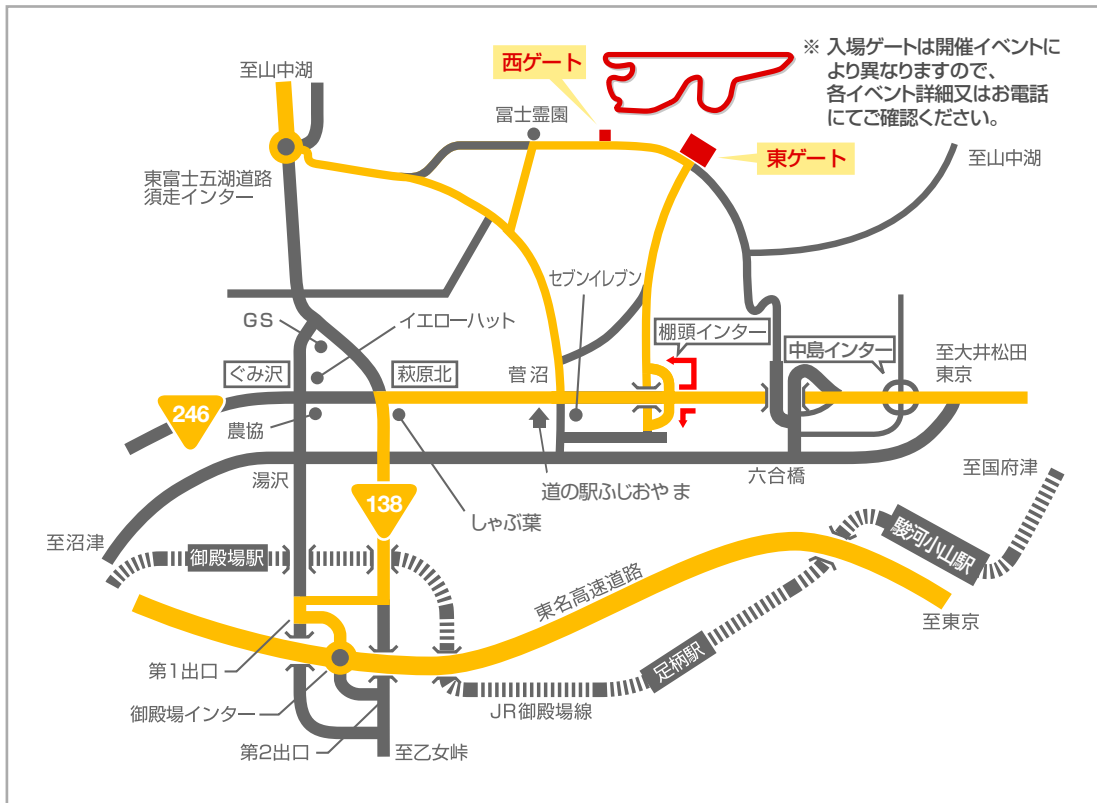 西ゲート
※ 入場ゲートは開催イベントに
より異なりますので、
各イベント詳細又はお電話
にてご確認ください。
至山中湖
冨士霊園
東ゲート
至山中湖
東富士五湖道路
須走インター
セブンイレブン
GS
イエローハット
棚頭インター
中島インター
至大井松田
東京
ぐみ沢
萩原北
菅沼
246
農協
湯沢
138
しゃぶ葉
道の駅ふじおやま
六合橋
至国府津
至沼津
御殿場駅
駿河小山駅
東名高速道路
至東京
第1出口
足柄駅
御殿場インター
JR御殿場線
第2出口
至乙女峠